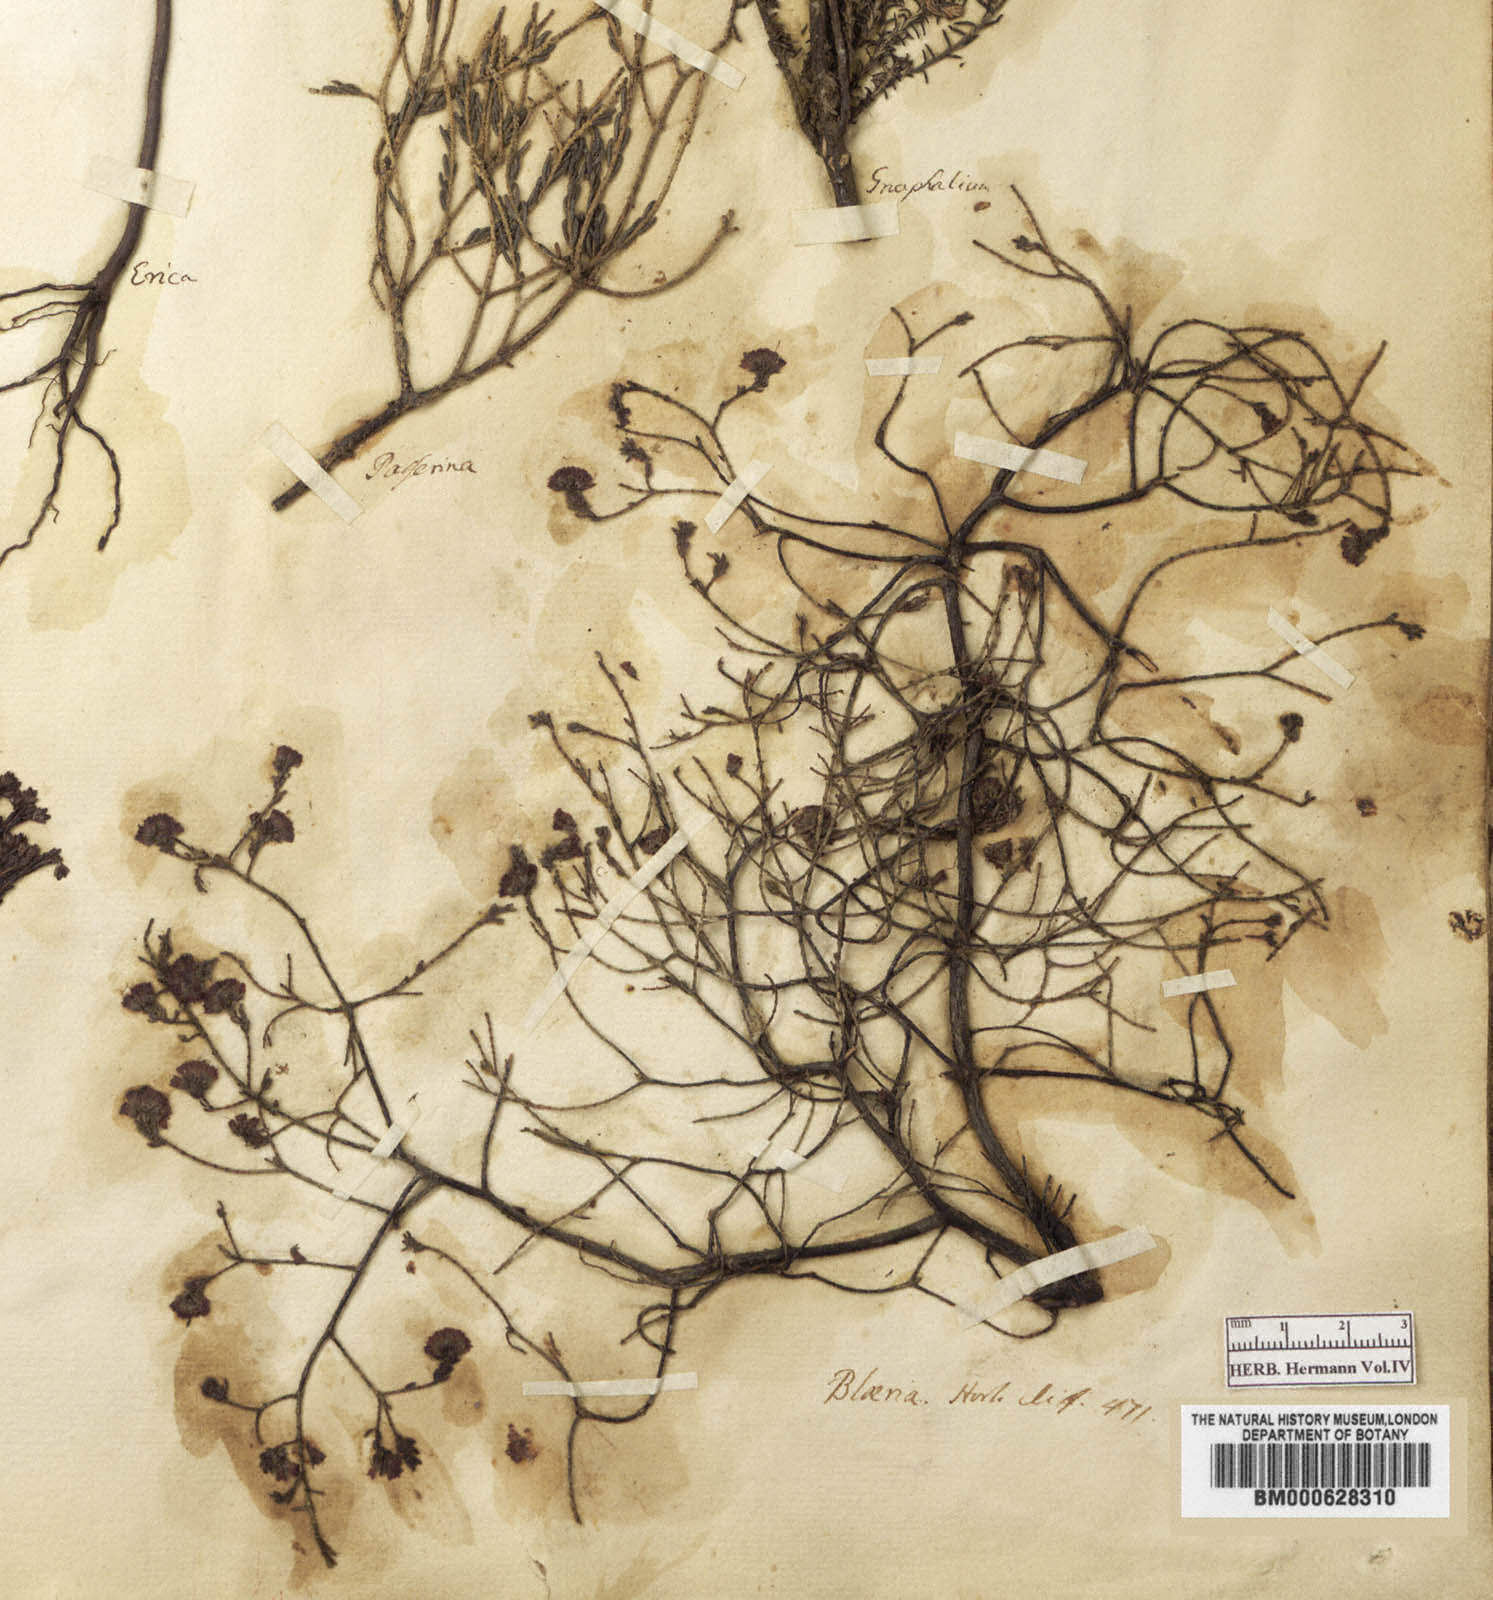 Gnaphalium
Erica
Passerina
mm 1 2 3
HERB. Hermann Vol.IV
Blæria. Hort. Cliff. 471.
THE NATURAL HISTORY MUSEUM,LONDON
DEPARTMENT OF BOTANY
BM000628310